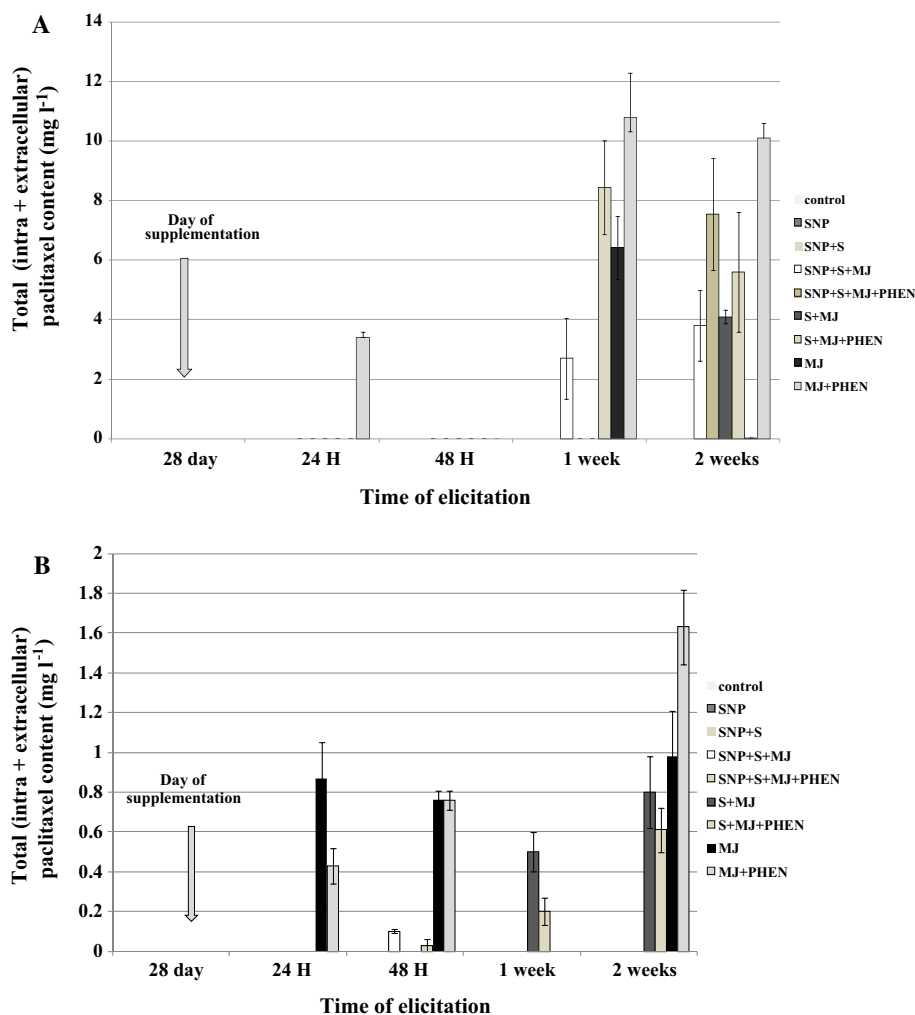 A
14
12
10
8
6
4
2
0
Total (intra + extracellular)
paclitaxel content (mg l-1)
Day of
supplementation
28 day
24 H
48 H
1 week
2 weeks
Time of elicitation
control
SNP
SNP+S
SNP+S+MJ
SNP+S+MJ+PHEN
S+MJ
S+MJ+PHEN
MJ
MJ+PHEN
B
2
1.8
1.6
1.4
1.2
1
0.8
0.6
0.4
0.2
0
Total (intra + extracellular)
paclitaxel content (mg l-1)
Day of
supplementation
28 day
24 H
48 H
1 week
2 weeks
Time of elicitation
control
SNP
SNP+S
SNP+S+MJ
SNP+S+MJ+PHEN
S+MJ
S+MJ+PHEN
MJ
MJ+PHEN